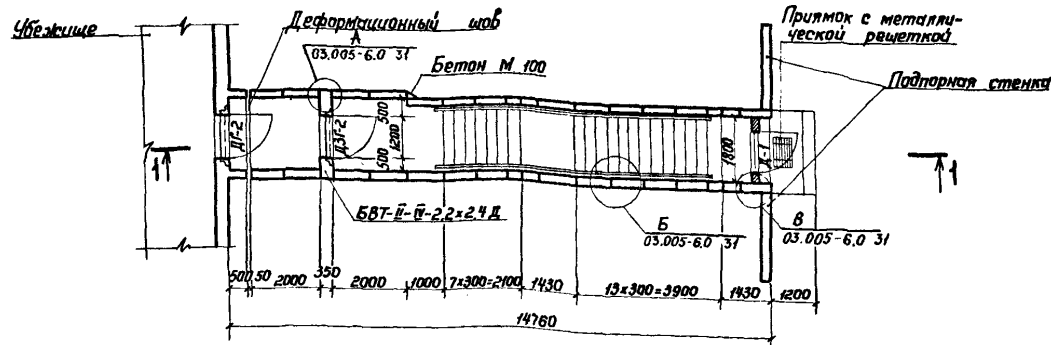 Убежище
Деформационный шов
А
03.005-6.0 31
Бетон М 100
Приямок с металли-
ческой решеткой
Подпорная стенка
ДГ-2
ДЗГ-2
500
1200
500
1800
Д-1
1
1
БВТ-II-IV-2,2×2,4 Д
Б
03.005-6.0 31
В
03.005-6.0 31
500 50 2000 350 2000 1000 7×300=2100 1430 13×300=3900 1430 1200
14760